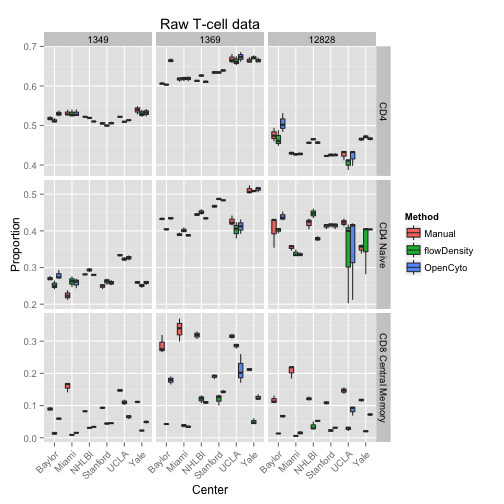 Raw T-cell data
1349 1369 12828
0.7
0.6
0.5
0.4
CD4
0.5
0.4
0.3
0.2
CD4 Naive
0.3
0.2
0.1
0.0
CD8 Central Memory
Proportion
Method
Manual
flowDensity
OpenCyto
Baylor Miami NHLBI Stanford UCLA Yale Baylor Miami NHLBI Stanford UCLA Yale Baylor Miami NHLBI Stanford UCLA Yale
Center